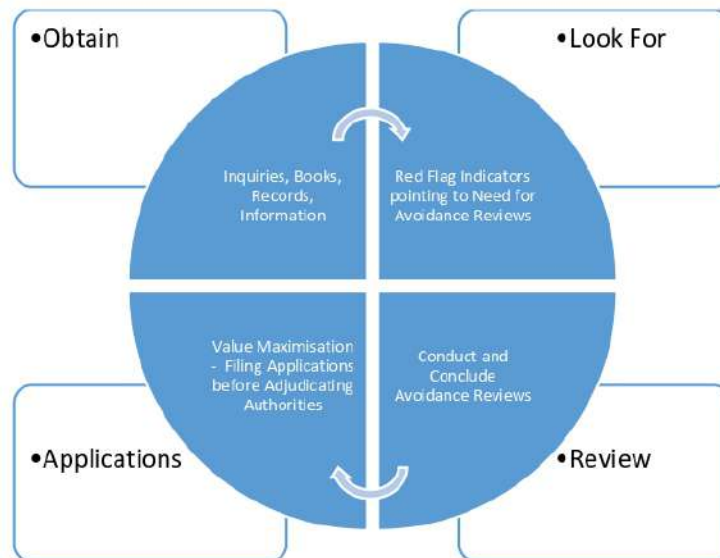 •Obtain
•Look For
Inquiries, Books,
Records,
Information
Red Flag Indicators
pointing to Need for
Avoidance Reviews
Value Maximisation
- Filing Applications
before Adjudicating
Authorities
Conduct and
Conclude
Avoidance Reviews
•Applications
•Review